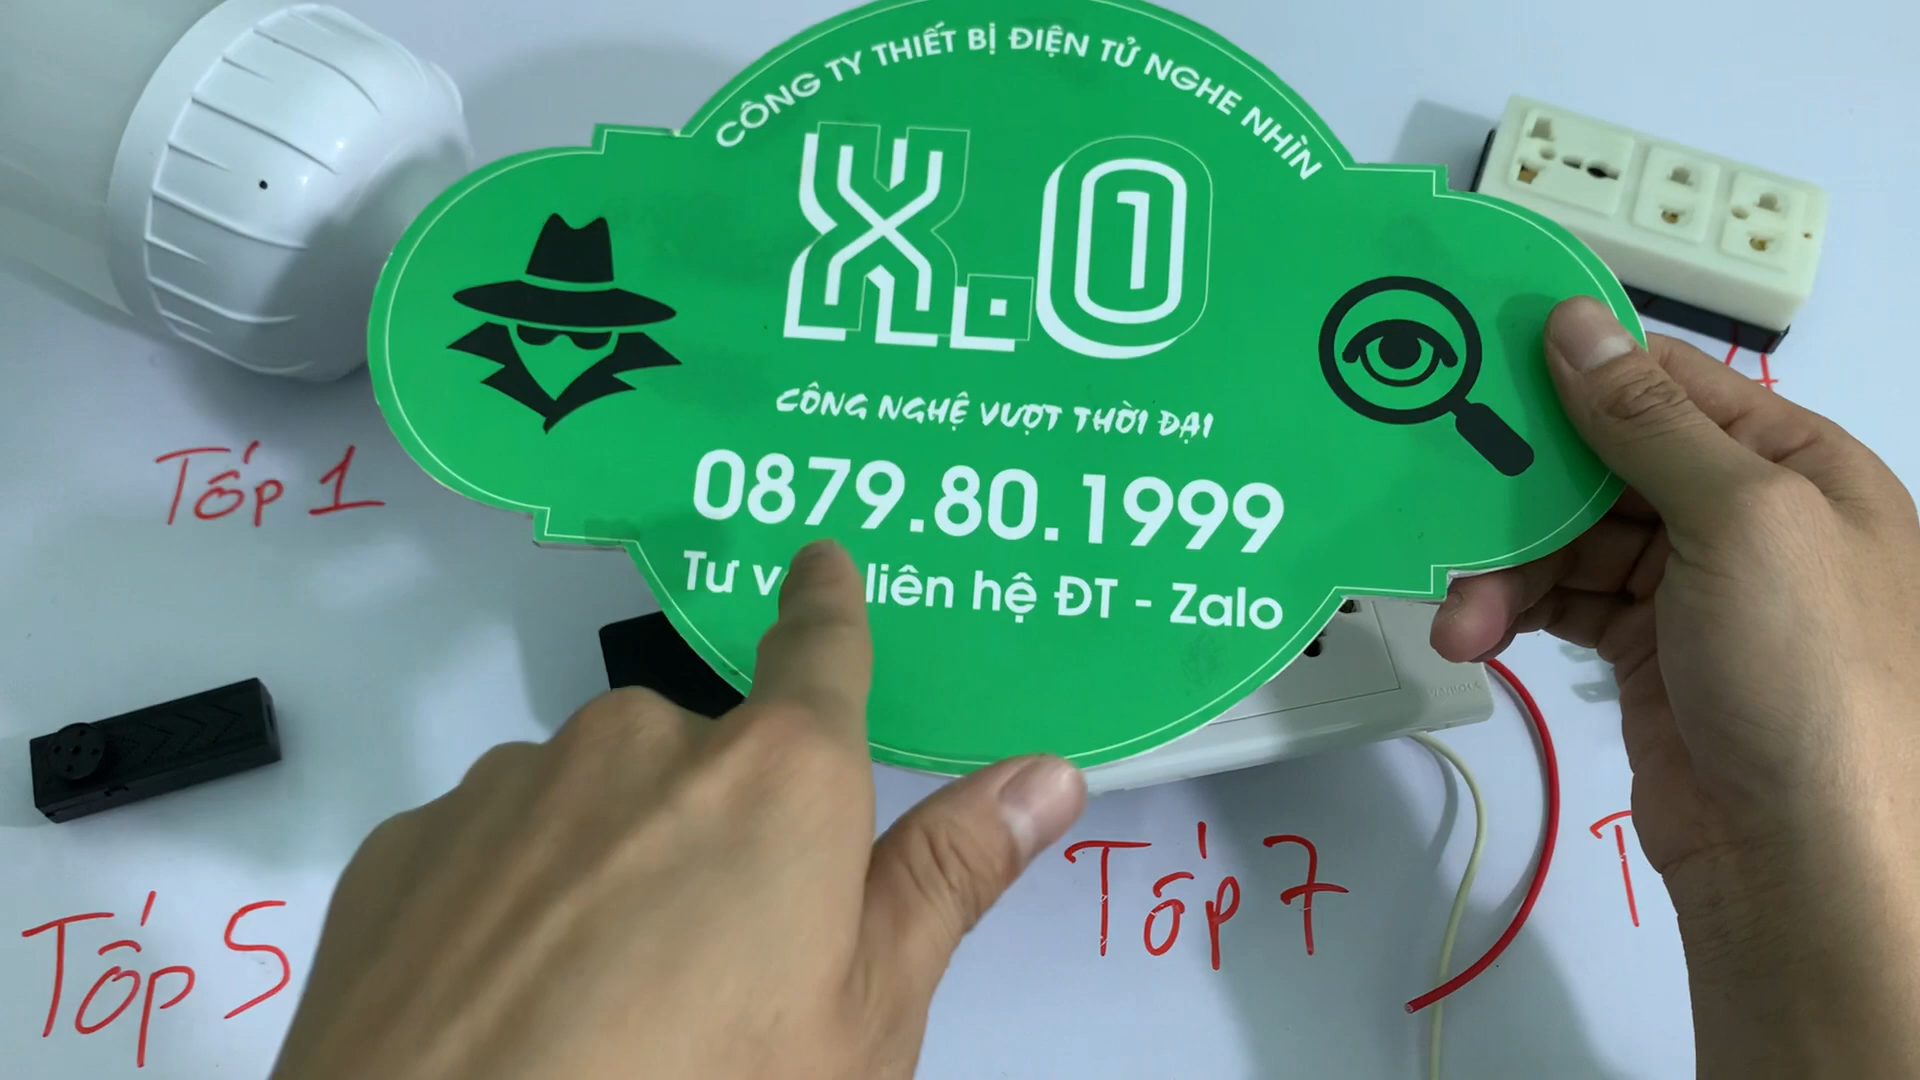 CÔNG TY THIẾT BỊ ĐIỆN TỬ NGHE NHÌN
X.O
1
CÔNG NGHỆ VƯỢT THỜI ĐẠI
0879.80.1999
Tư liên hệ ĐT - Zalo
Tốp 1
Tốp 5
Tốp 7
T